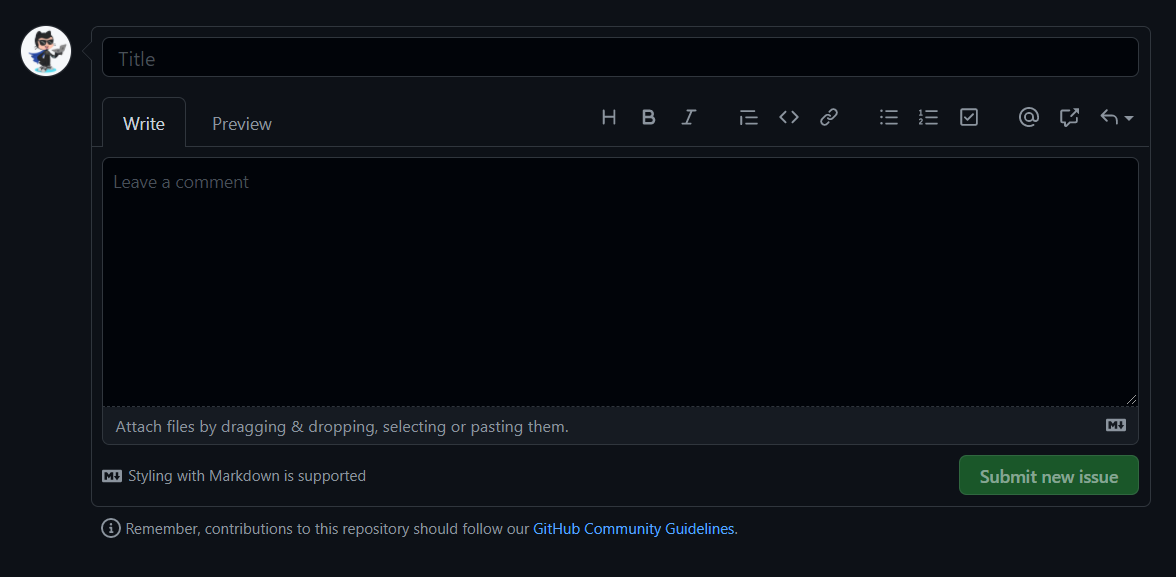 Title
Write Preview
Leave a comment
Attach files by dragging & dropping, selecting or pasting them.
Styling with Markdown is supported
Submit new issue
Remember, contributions to this repository should follow our GitHub Community Guidelines.